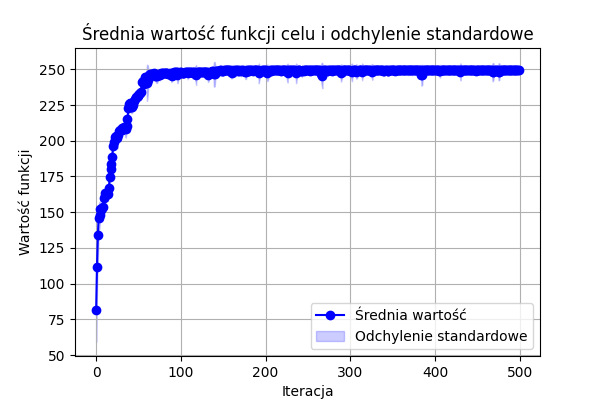 Średnia wartość funkcji celu i odchylenie standardowe
250
225
200
175
150
125
100
75
50
Wartość funkcji
0 100 200 300 400 500
Iteracja
Średnia wartość
Odchylenie standardowe